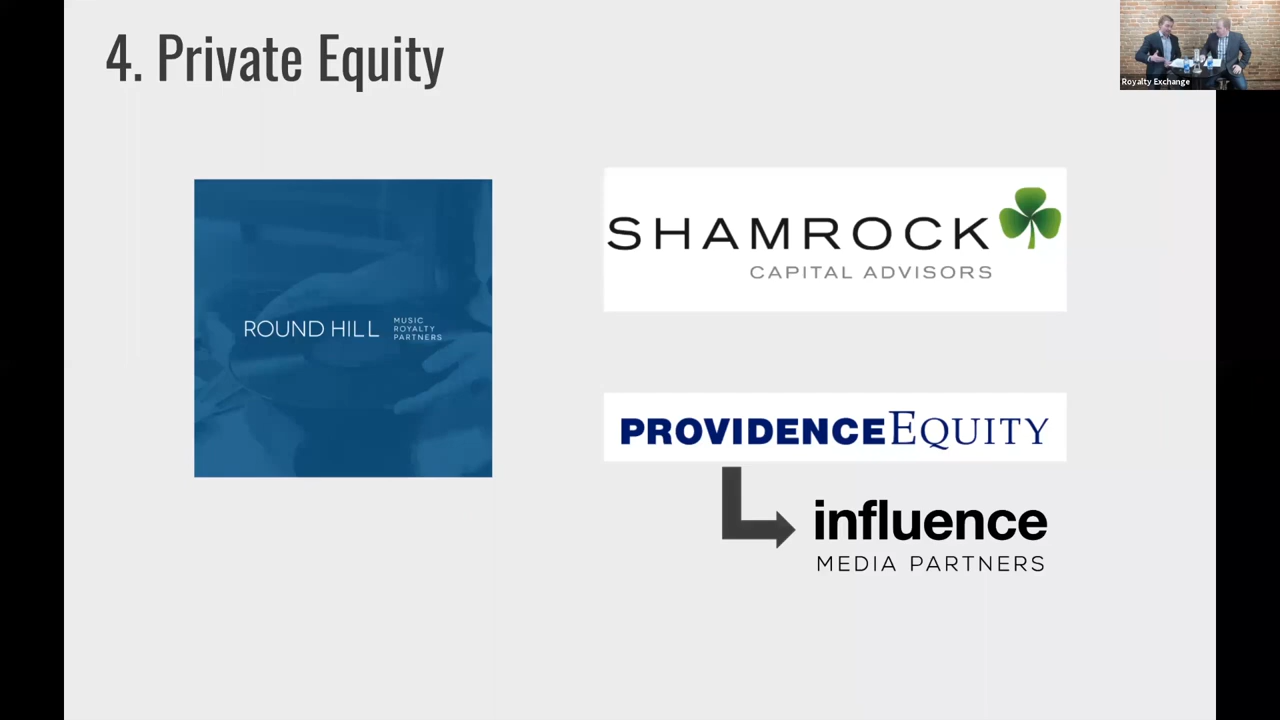 4. Private Equity
Royalty Exchange
ROUND HILL
MUSIC
ROYALTY
PARTNERS
SHAMROCK
CAPITAL ADVISORS
PROVIDENCEEQUITY
influence
MEDIA PARTNERS